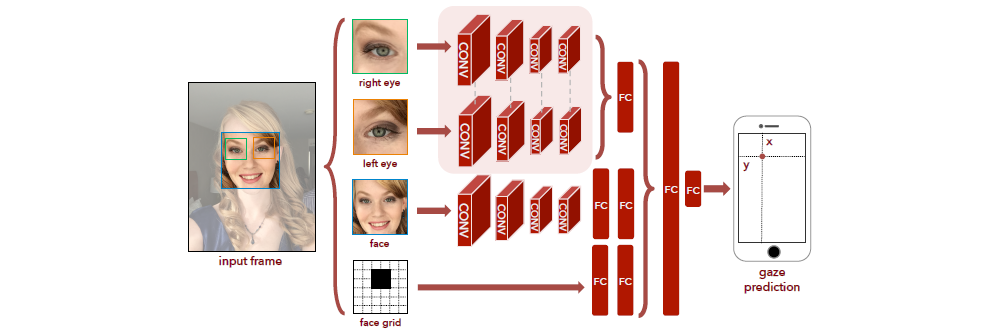 right eye
CONV
CONV
CONV
CONV
FC
left eye
CONV
CONV
CONV
CONV
input frame
face
CONV
CONV
CONV
CONV
FC
FC
face grid
FC
FC
FC
FC
x
y
gaze
prediction